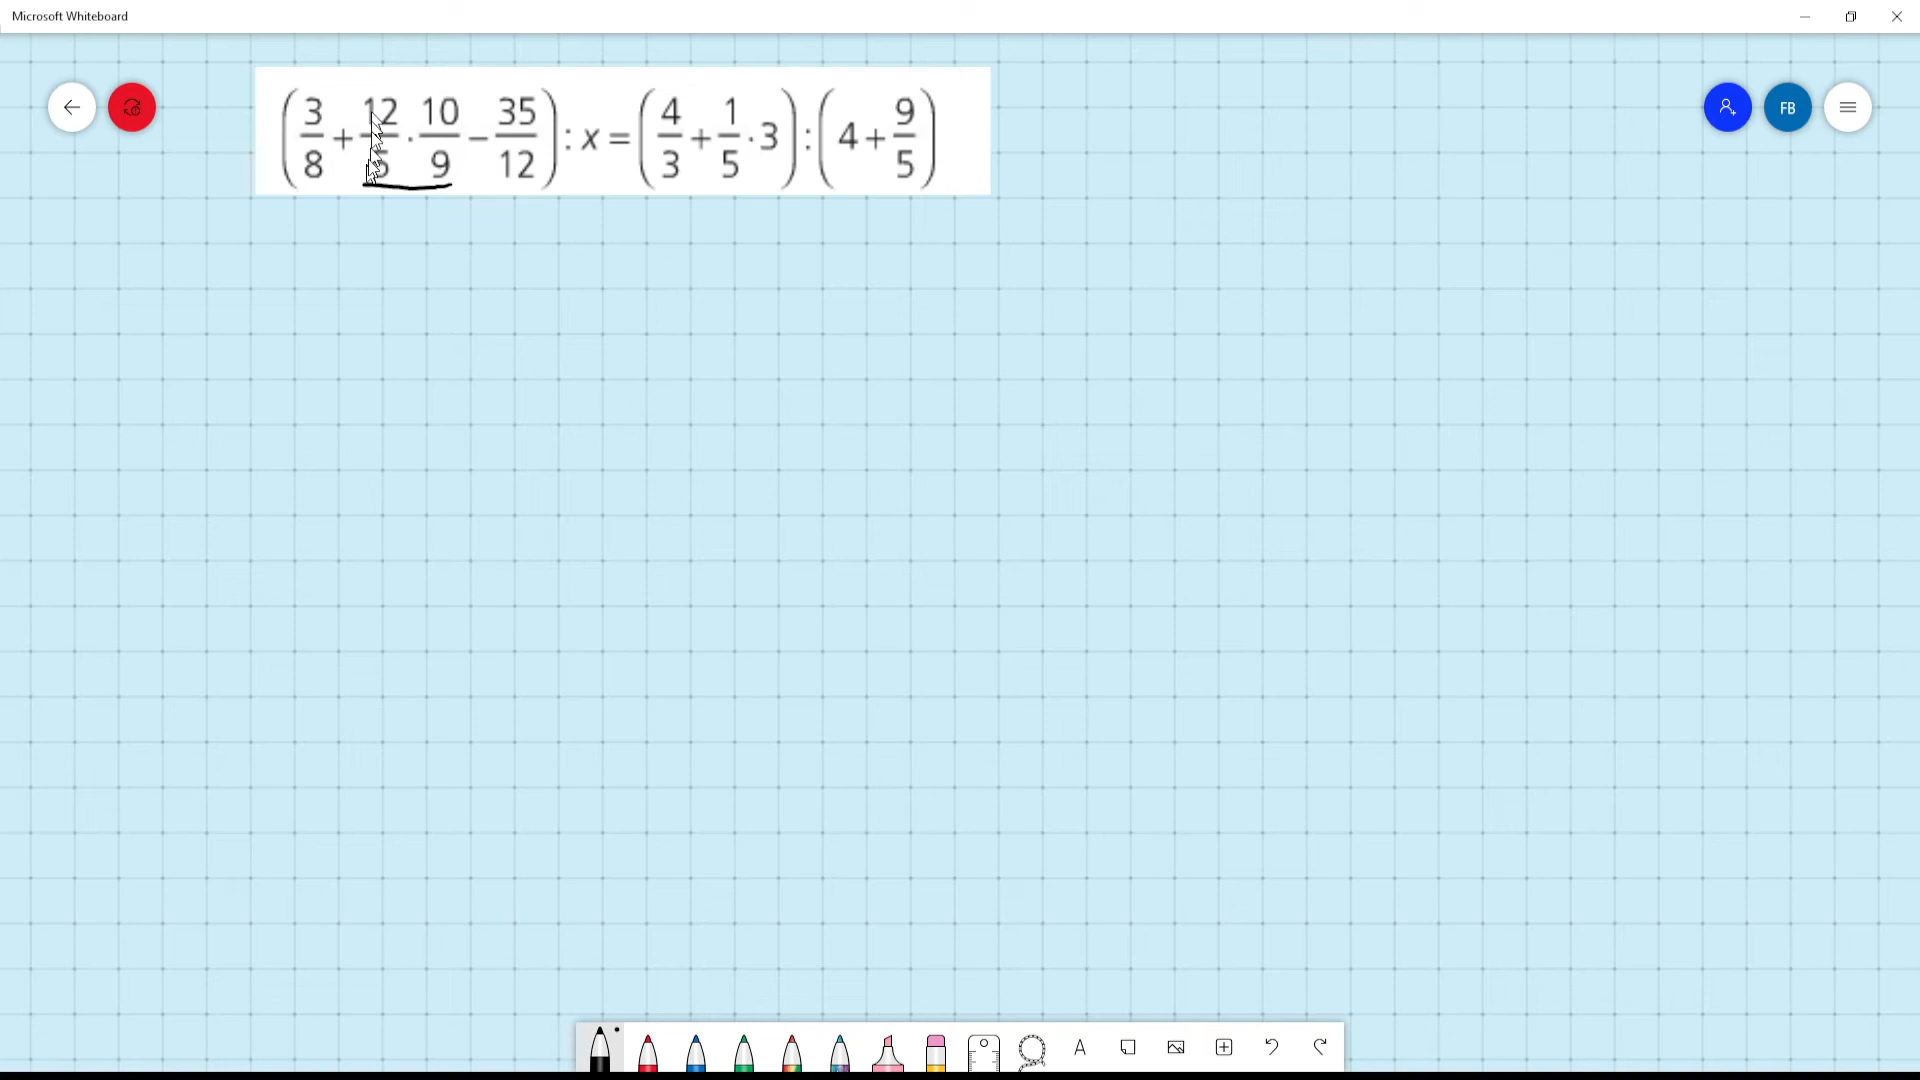 Microsoft Whiteboard
(3/8 + 12/5 · 10/9 − 35/12) : x = (4/3 + 1/5 · 3) : (4 + 9/5)
FB
A